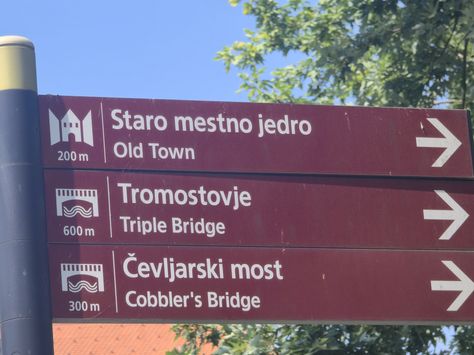 Staro mestno jedro
Old Town
200 m
Tromostovje
Triple Bridge
600 m
Čevljarski most
Cobbler's Bridge
300 m